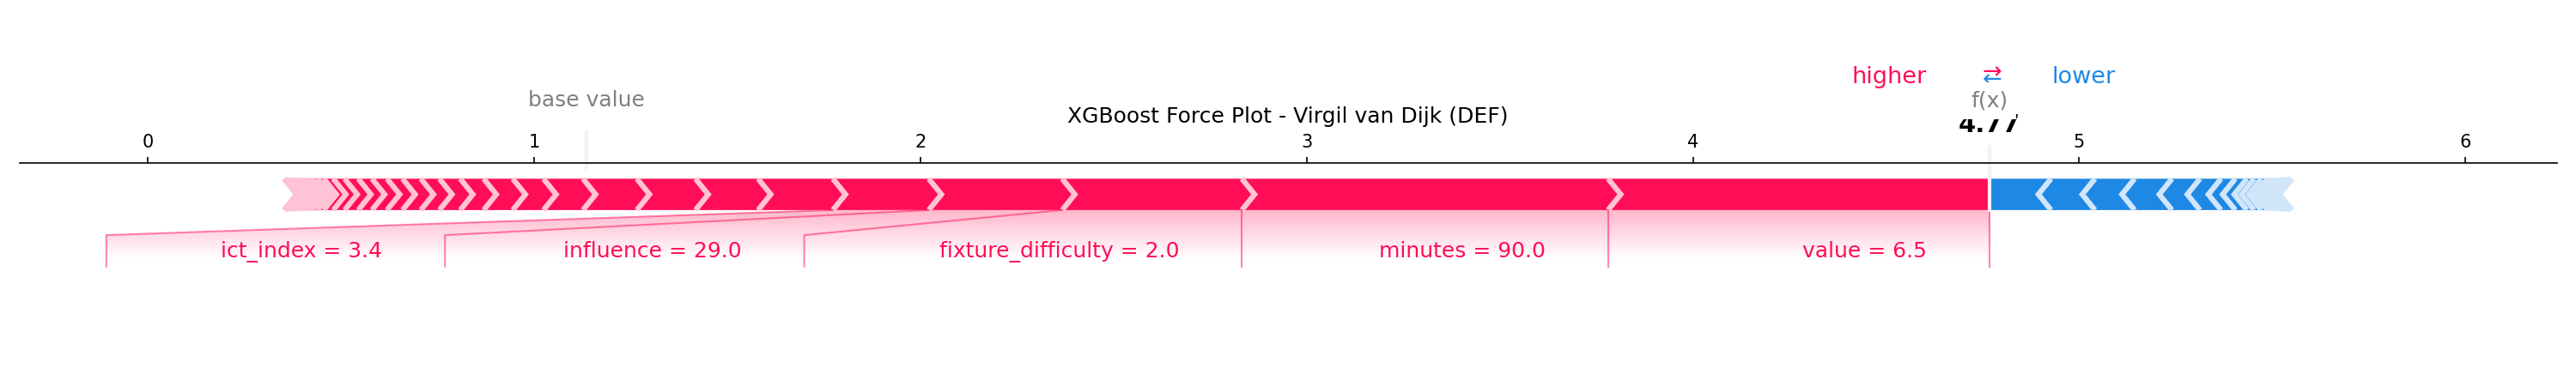 higher ⇄ lower
base value f(x)
XGBoost Force Plot - Virgil van Dijk (DEF)
4.77
0 1 2 3 4 5 6
ict_index = 3.4 influence = 29.0 fixture_difficulty = 2.0 minutes = 90.0 value = 6.5